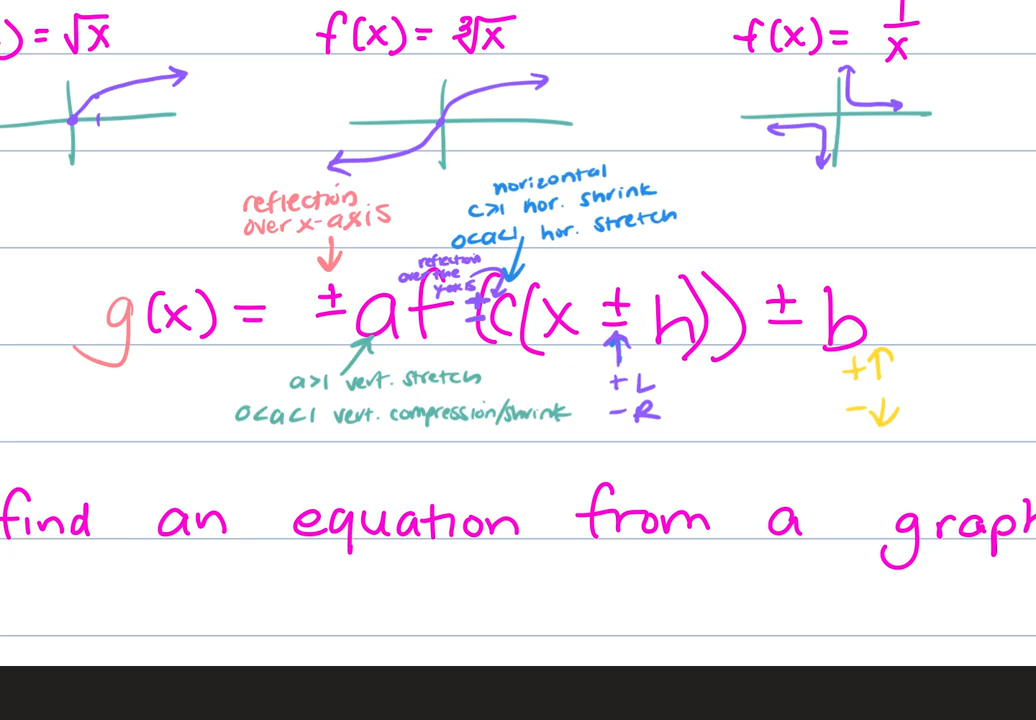 ) = √x
f(x) = ∛x
f(x) = 1/x
reflection
over x-axis
horizontal
c>1 hor. shrink
0<a<1, hor. stretch
reflection
over the
y-axis
g(x) = ± a f (± c(x ± h)) ± b
a>1 vert. stretch
0<a<1 vert. compression/shrink
+ L
- R
+↑
-↓
find an equation from a graph